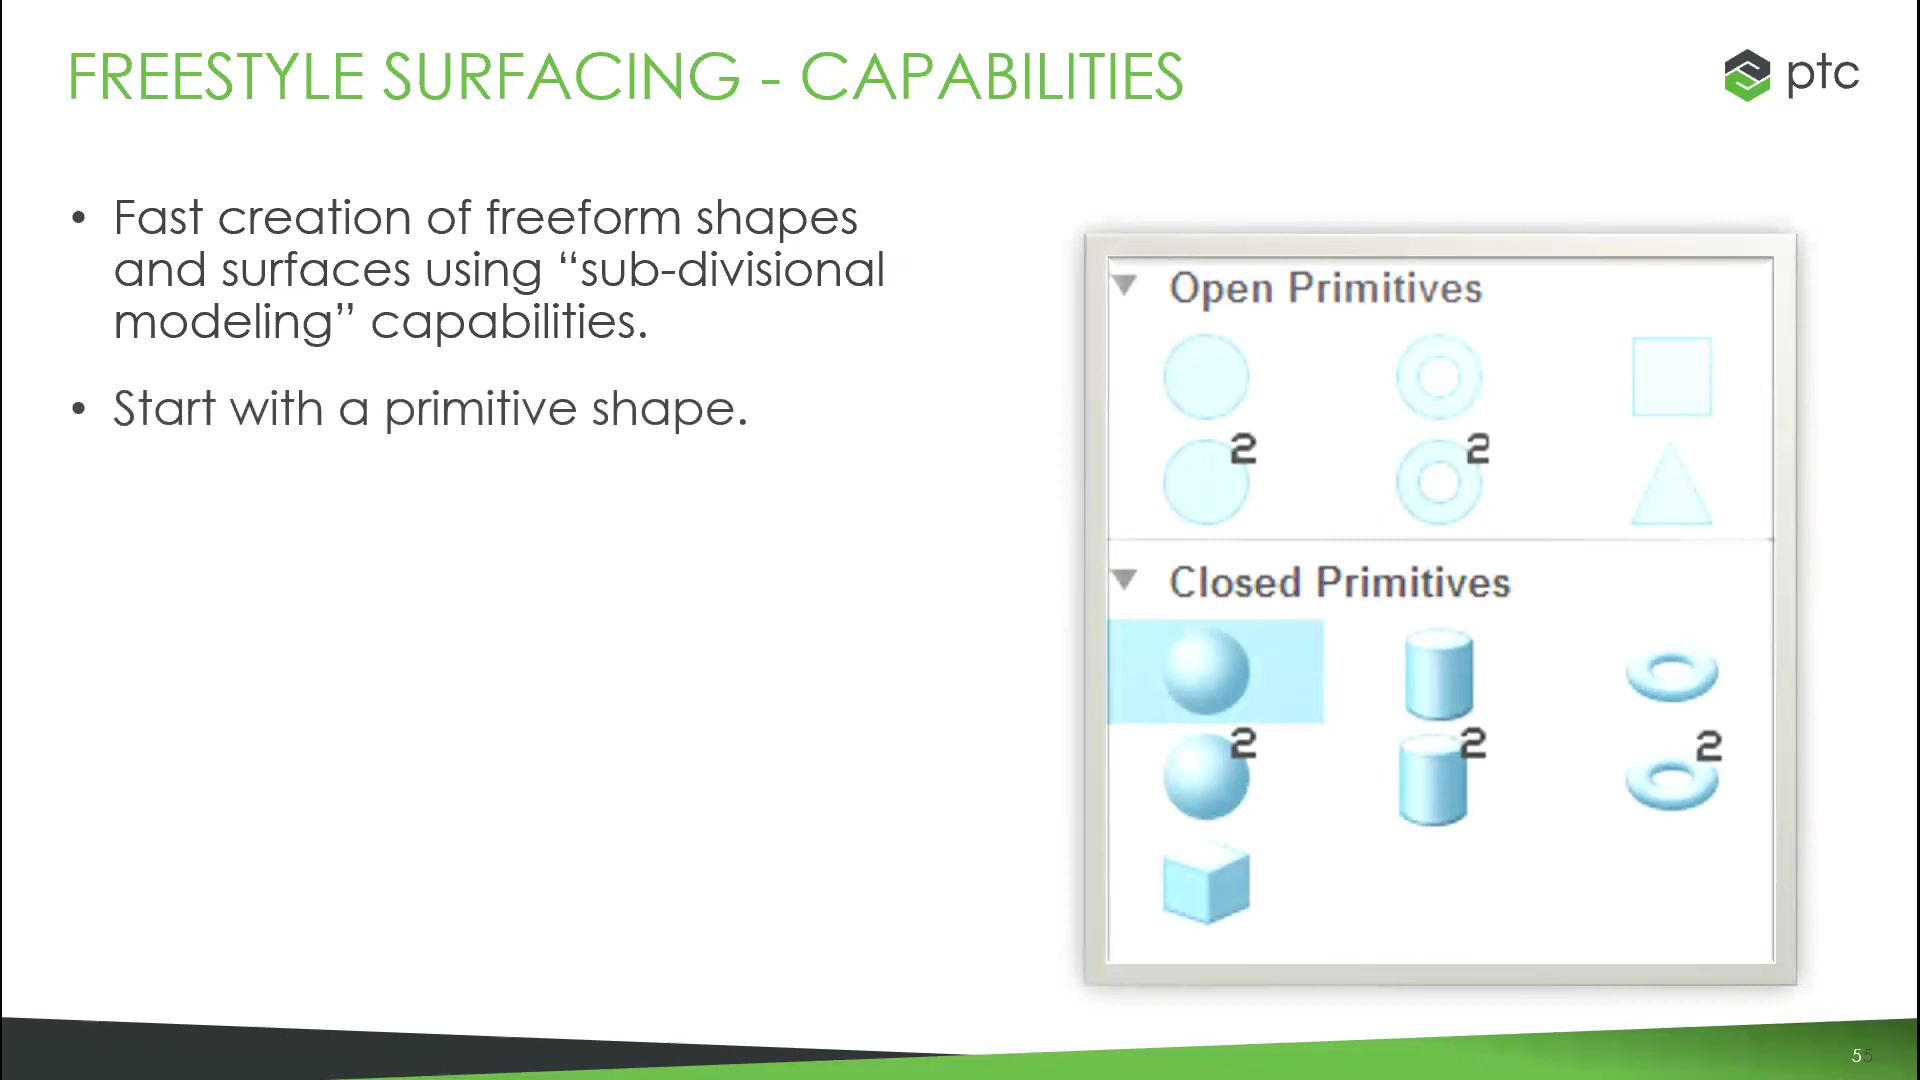 FREESTYLE SURFACING - CAPABILITIES
ptc
• Fast creation of freeform shapes
and surfaces using “sub-divisional
modeling” capabilities.
• Start with a primitive shape.
Open Primitives
2 2
Closed Primitives
2 2 2
55